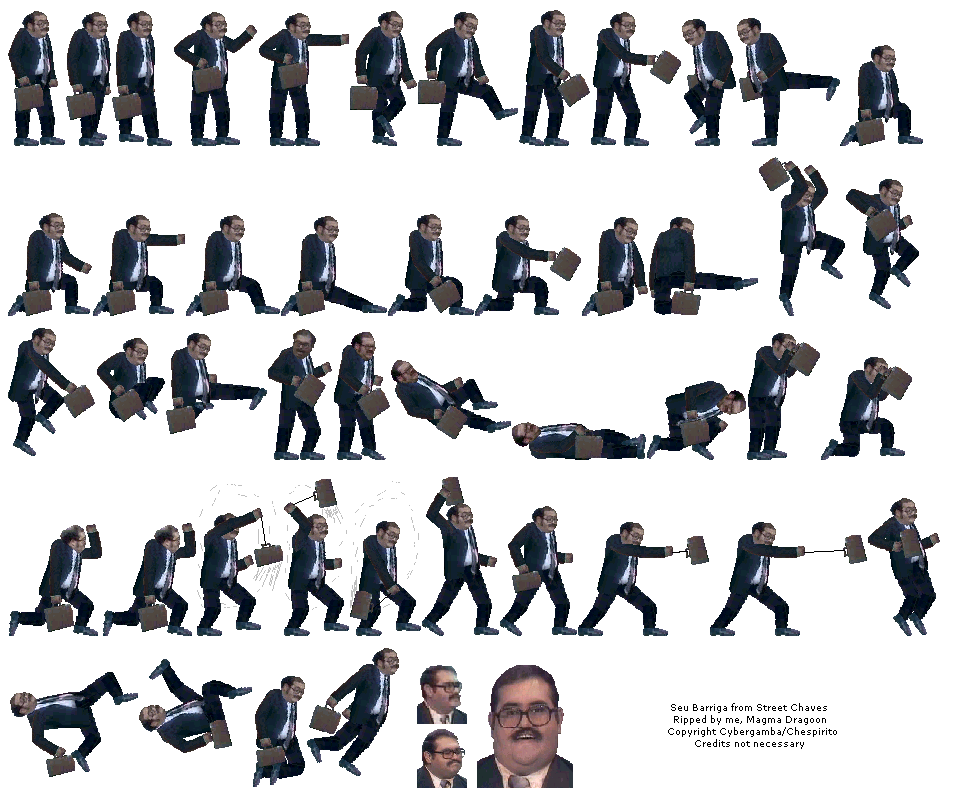 Seu Barriga from Street Chaves
Ripped by me, Magma Dragoon
Copyright Cybergamba/Chespirito
Credits not necessary